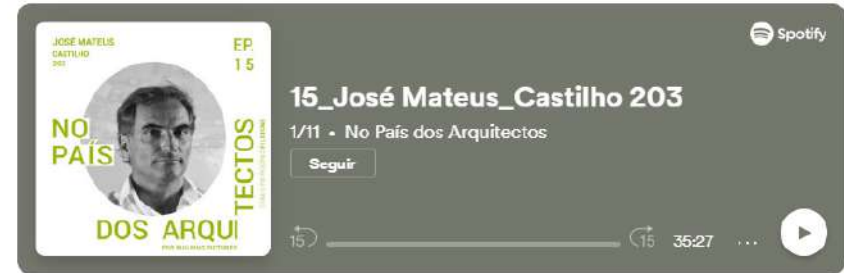 JOSÉ MATEUS
CASTILHO
203
EP.
15
NO
PAÍS
DOS ARQUI
TECTOS
Spotify
15_José Mateus_Castilho 203
1/11 • No País dos Arquitectos
Seguir
15
15
35:27
...